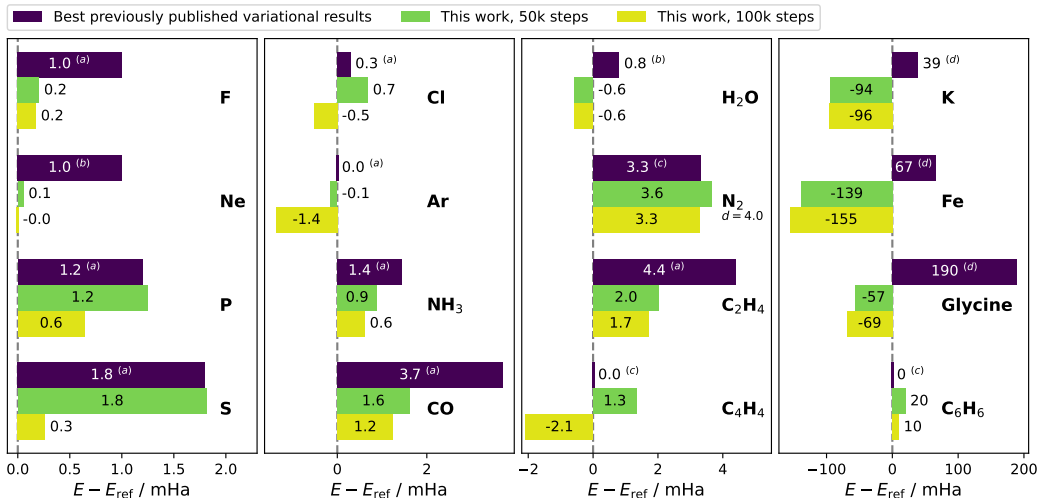 Best previously published variational results
This work, 50k steps
This work, 100k steps
1.0 (a)
0.2
0.2
F
1.0 (b)
0.1
-0.0
Ne
1.2 (a)
1.2
0.6
P
1.8 (a)
1.8
0.3
S
0.0 0.5 1.0 1.5 2.0
E − E_ref / mHa
0.3 (a)
0.7
-0.5
Cl
0.0 (a)
-0.1
-1.4
Ar
1.4 (a)
0.9
0.6
NH₃
3.7 (a)
1.6
1.2
CO
0 2
E − E_ref / mHa
0.8 (b)
-0.6
-0.6
H₂O
3.3 (c)
3.6
3.3
N₂
d = 4.0
4.4 (a)
2.0
1.7
C₂H₄
0.0 (c)
1.3
-2.1
C₄H₄
−2 0 2 4 6
E − E_ref / mHa
39 (d)
-94
-96
K
67 (d)
-139
-155
Fe
190 (d)
-57
-69
Glycine
0 (c)
20
10
C₆H₆
−100 0 100 200
E − E_ref / mHa